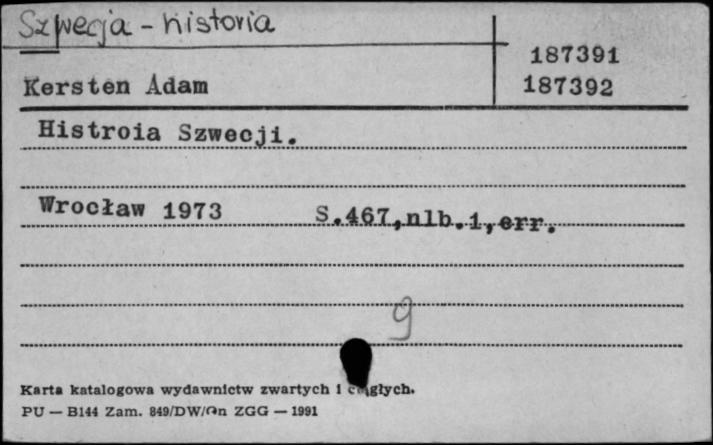 Szwecja - historia
187391
Kersten Adam 187392
Histroia Szwecji.
Wrocław 1973 S.467,nlb.1,err.
9
Karta katalogowa wydawnictw zwartych i
PU — B144 Zam. 849/DW/ ZGG — 1991